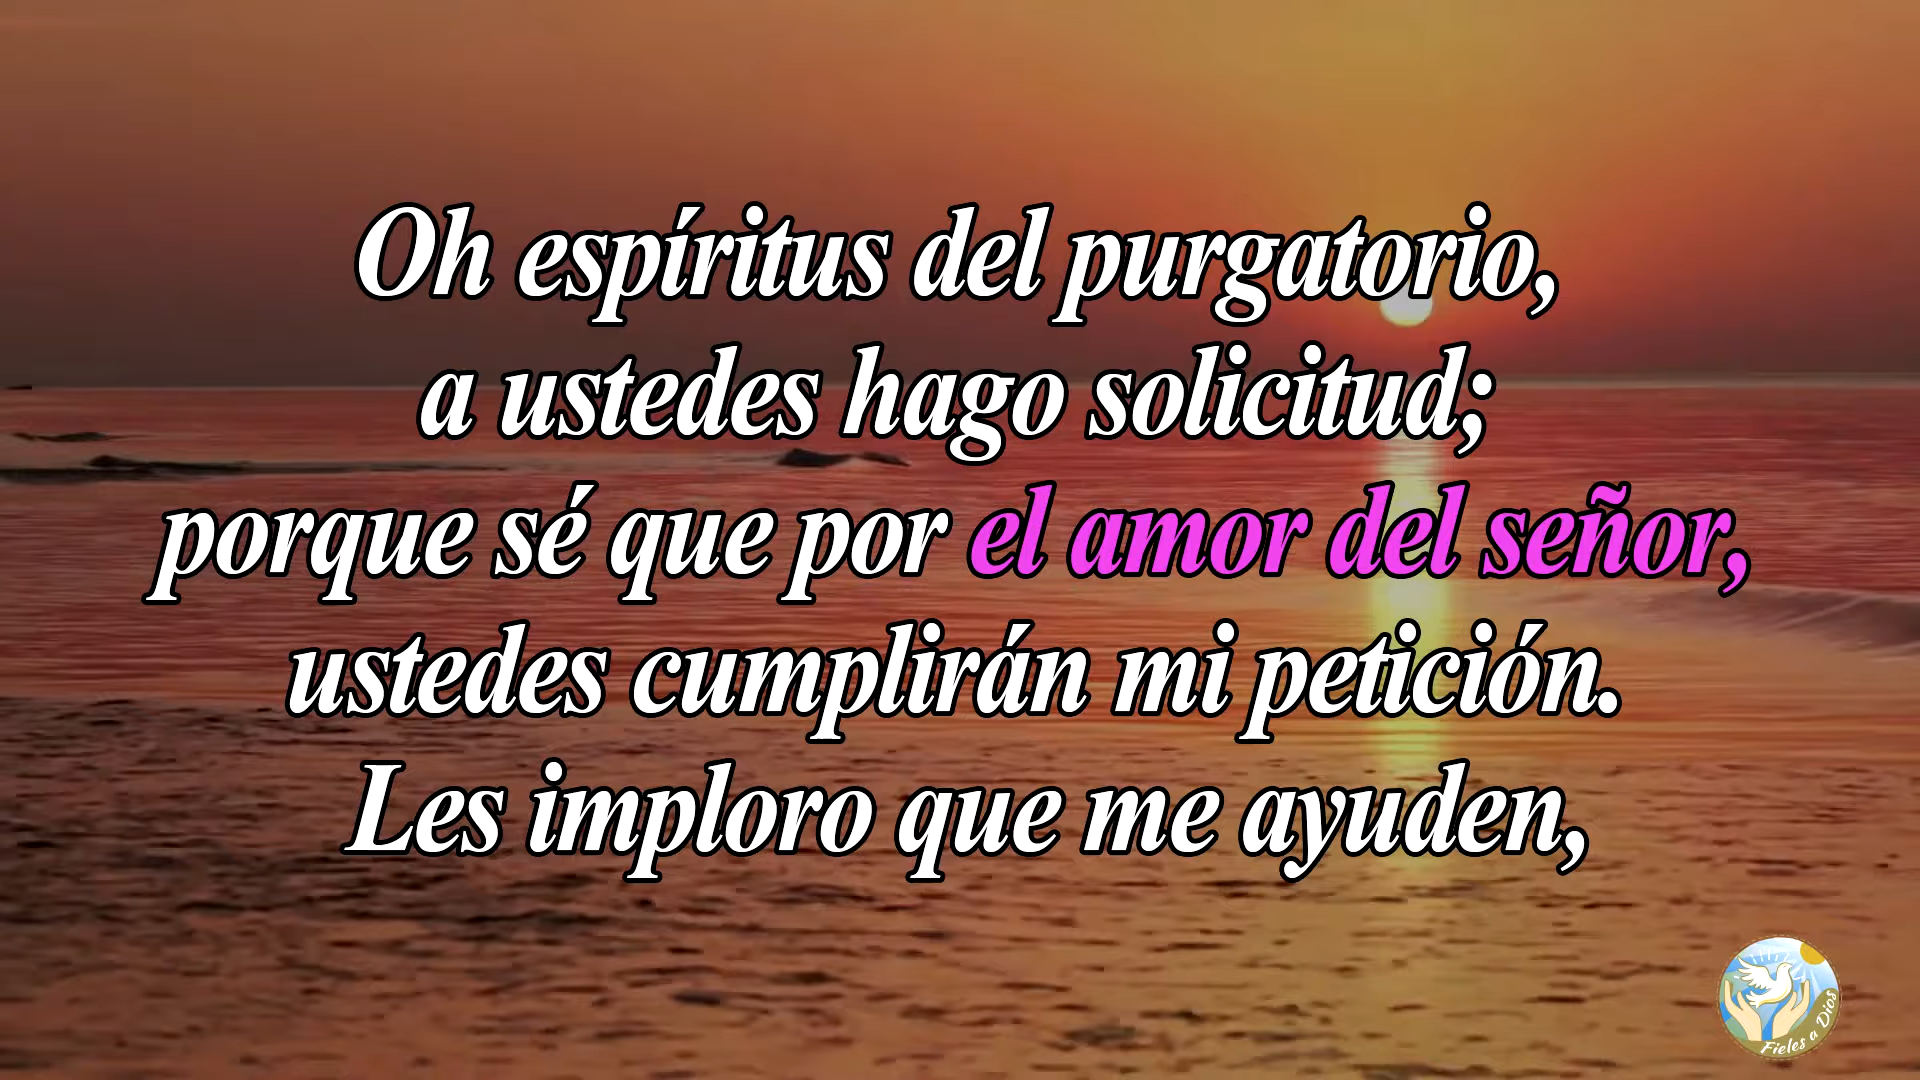 Oh espíritus del purgatorio,
a ustedes hago solicitud;
porque sé que por el amor del señor,
ustedes cumplirán mi petición.
Les imploro que me ayuden,
Fieles a Dios